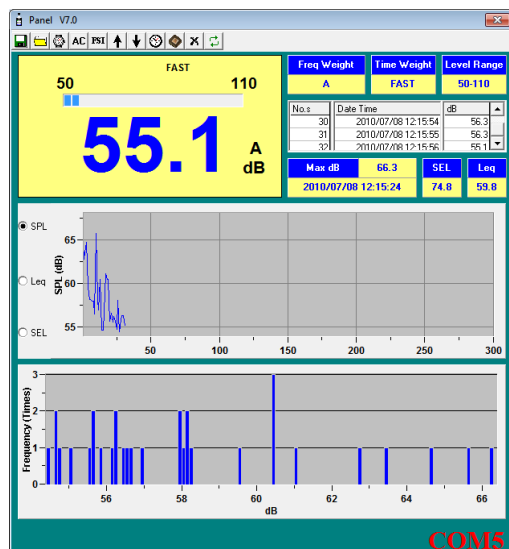 Panel V7.0
AC PSI
FAST
50 110
55.1 A dB
Freq Weight Time Weight Level Range
A FAST 50-110
No.s Date Time dB
30 2010/07/08 12:15:54 56.3
31 2010/07/08 12:15:55 56.3
32 2010/07/08 12:15:56 55.1
Max dB 66.3 SEL Leq
2010/07/08 12:15:24 74.8 59.8
SPL
Leq
SEL
SPL (dB)
65
60
55
50 100 150 200 250 300
Frequency (Times)
3
2
1
0
56 58 60 62 64 66
dB
COM5